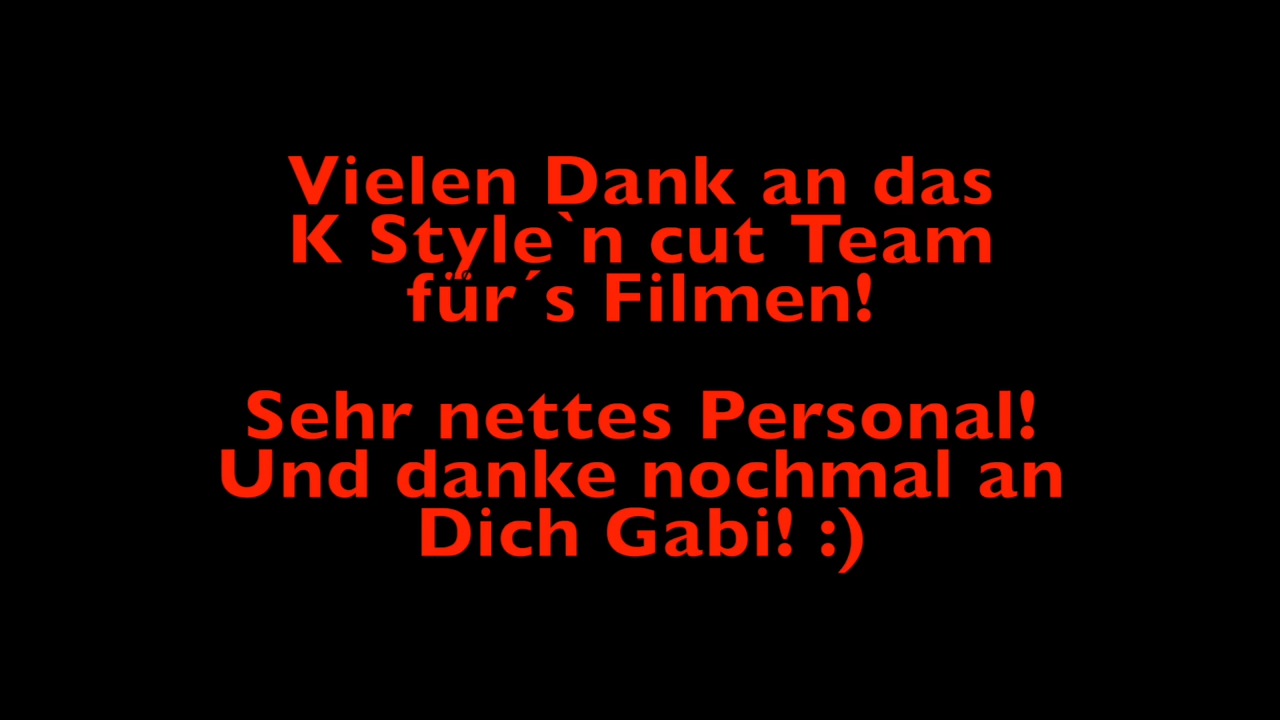 Vielen Dank an das
K Style`n cut Team
für´s Filmen!
Sehr nettes Personal!
Und danke nochmal an
Dich Gabi! :)